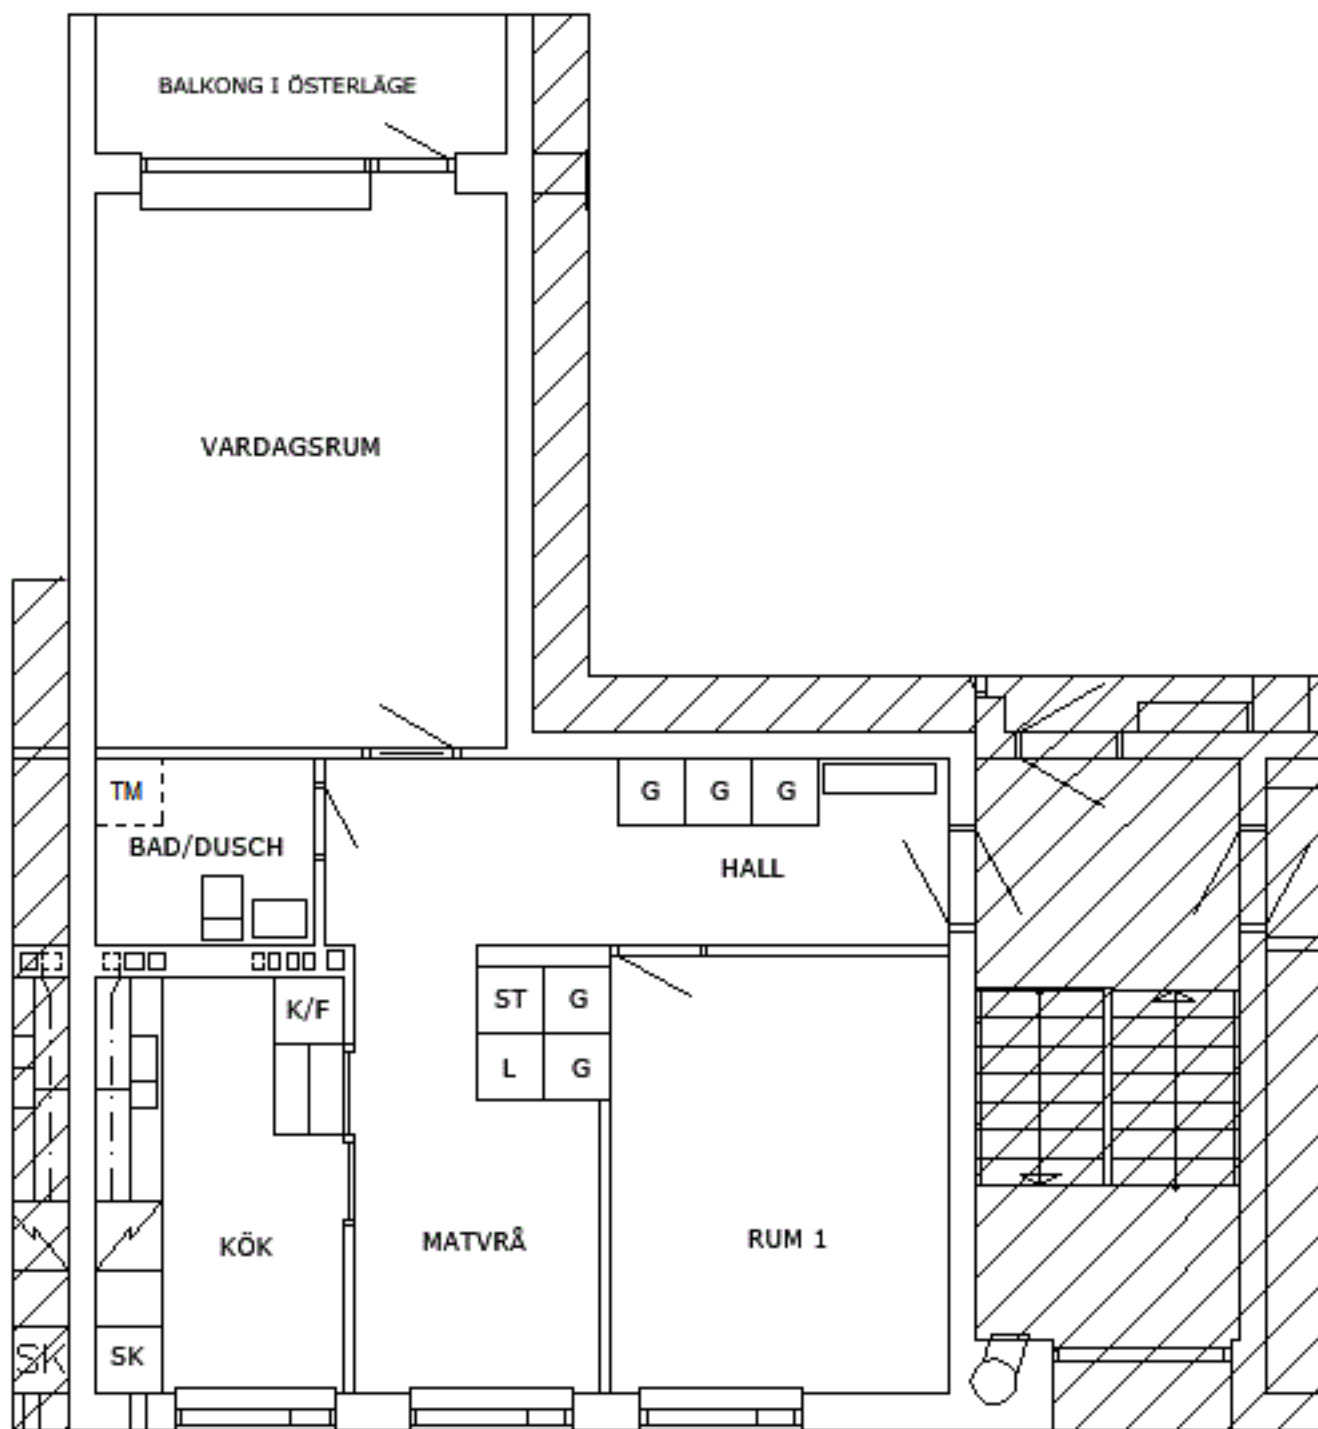 BALKONG I ÖSTERLÄGE
VARDAGSRUM
TM
G G G
BAD/DUSCH
HALL
K/F
ST G
L G
KÖK
MATVRÅ
RUM 1
SK
SK